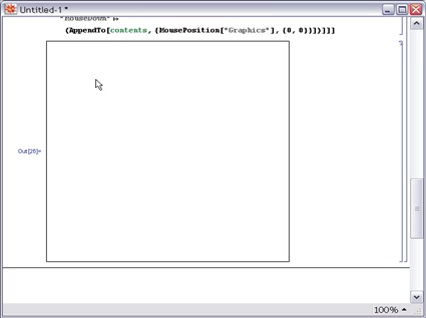 Untitled-1 *
"MouseDown" :>
(AppendTo[contents, {MousePosition["Graphics"], {0, 0}}])]]]
Out[26]=
100%